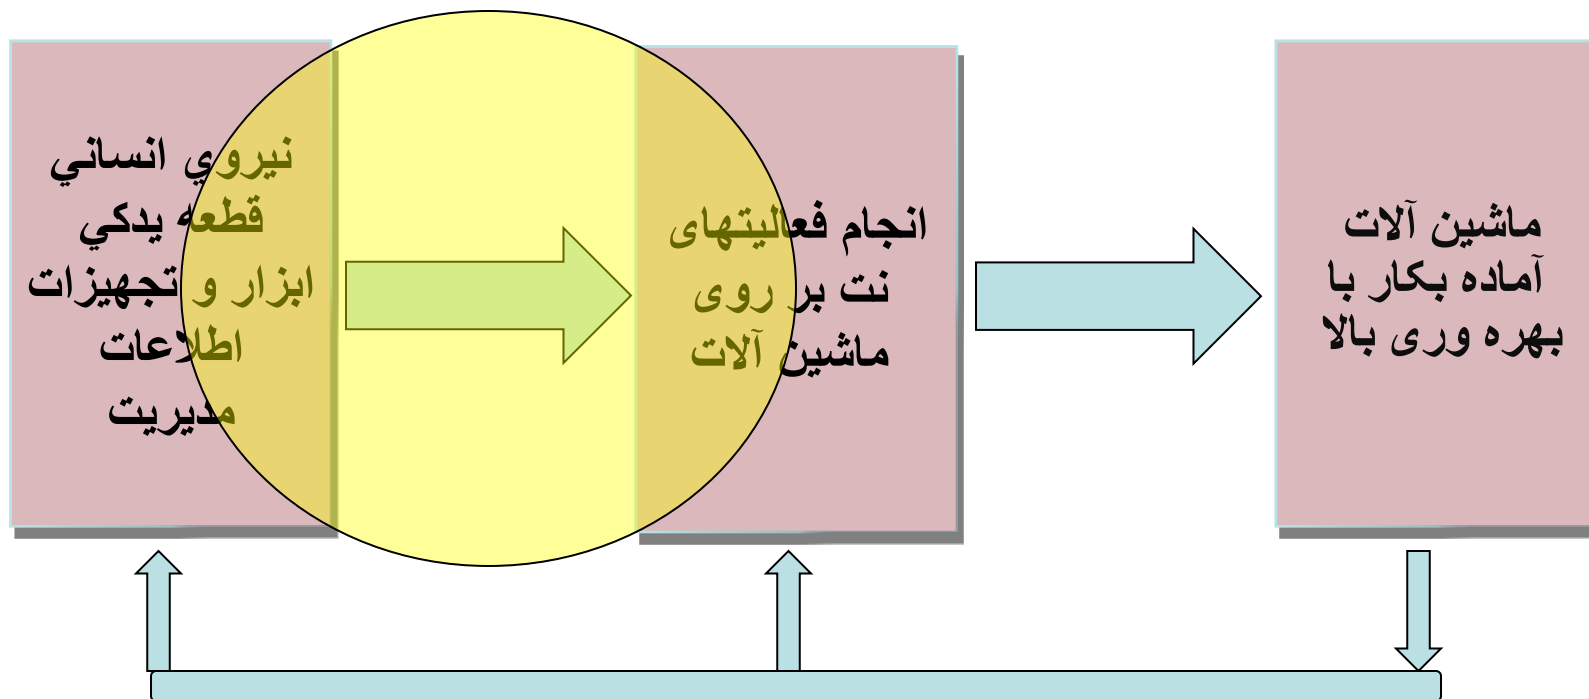 نيروي انساني
قطعه يدكي
ابزار و تجهيزات
اطلاعات
مديريت
انجام فعالیتهای
نت بر روی
ماشین آلات
ماشین آلات
آماده بکار با
بهره وری بالا